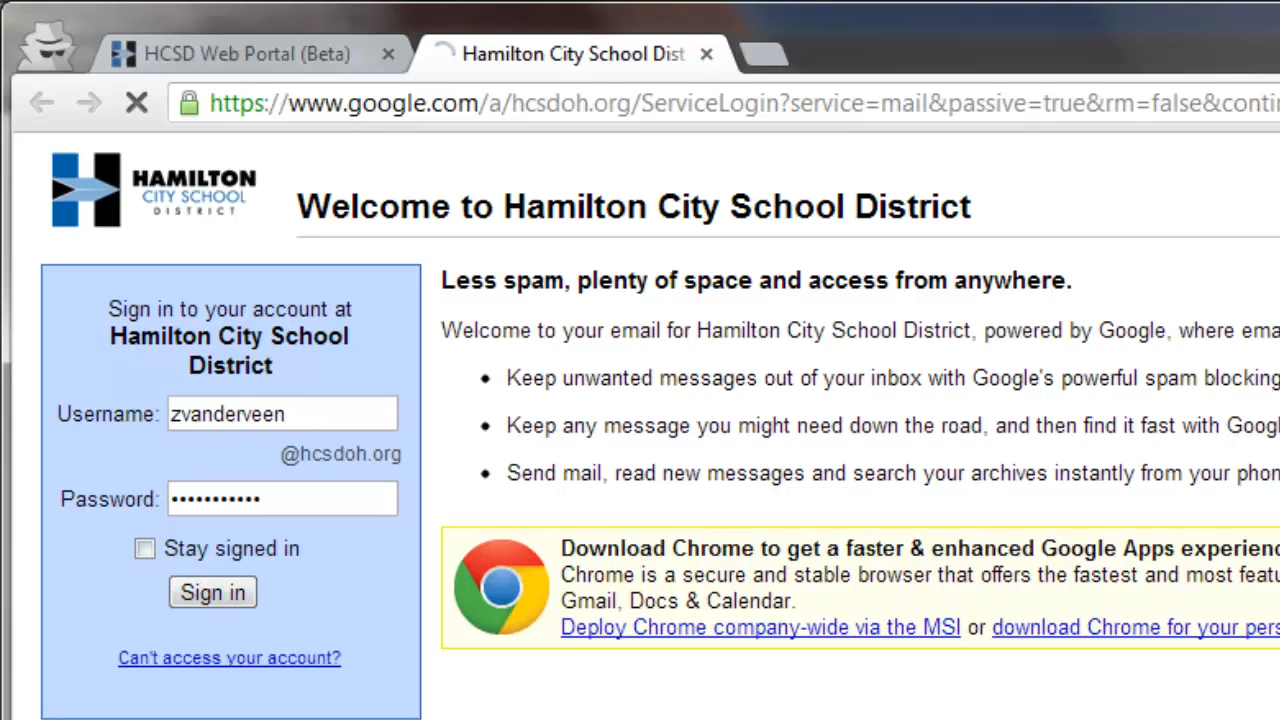 HCSD Web Portal (Beta)
Hamilton City School Dist
https://www.google.com/a/hcsdoh.org/ServiceLogin?service=mail&passive=true&rm=false&contin
HAMILTON
CITY SCHOOL
DISTRICT
Welcome to Hamilton City School District
Sign in to your account at
Hamilton City School
District
Username: zvanderveen
@hcsdoh.org
Password: •••••••••••
Stay signed in
Sign in
Can't access your account?
Less spam, plenty of space and access from anywhere.
Welcome to your email for Hamilton City School District, powered by Google, where ema
• Keep unwanted messages out of your inbox with Google's powerful spam blocking
• Keep any message you might need down the road, and then find it fast with Googl
• Send mail, read new messages and search your archives instantly from your phon
Download Chrome to get a faster & enhanced Google Apps experienc
Chrome is a secure and stable browser that offers the fastest and most featu
Gmail, Docs & Calendar.
Deploy Chrome company-wide via the MSI or download Chrome for your pers